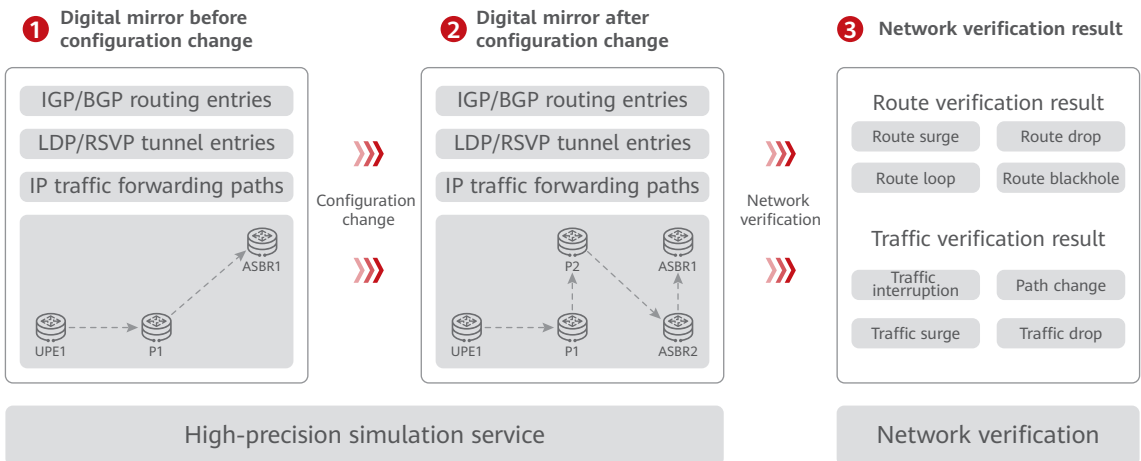 1 Digital mirror before
configuration change
IGP/BGP routing entries
LDP/RSVP tunnel entries
IP traffic forwarding paths
ASBR1
UPE1
P1
Configuration
change
2 Digital mirror after
configuration change
IGP/BGP routing entries
LDP/RSVP tunnel entries
IP traffic forwarding paths
P2
ASBR1
UPE1
P1
ASBR2
Network
verification
3 Network verification result
Route verification result
Route surge
Route drop
Route loop
Route blackhole
Traffic verification result
Traffic
interruption
Path change
Traffic surge
Traffic drop
High-precision simulation service
Network verification